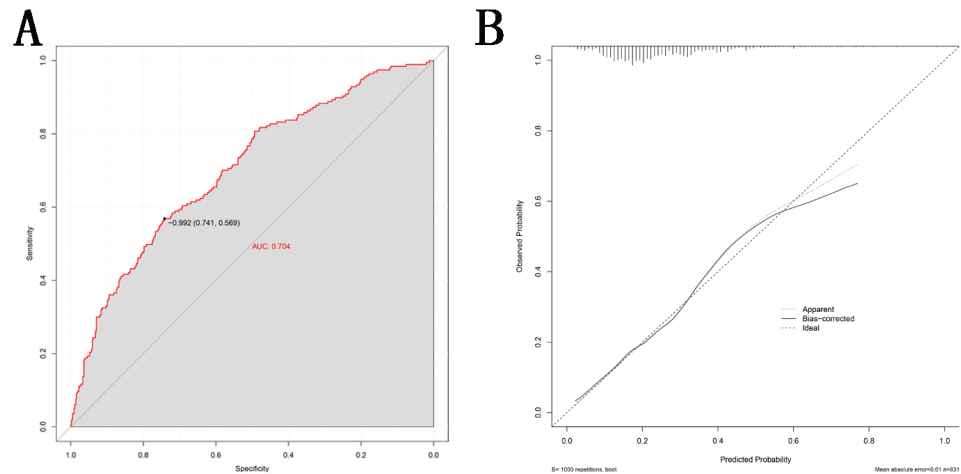 A
1.0
0.8
0.6
0.4
0.2
0.0
Sensitivity
−0.992 (0.741, 0.569)
AUC: 0.704
1.0 0.8 0.6 0.4 0.2 0.0
Specificity
B
1.0
0.8
0.6
0.4
0.2
0.0
Observed Probability
Apparent
Bias−corrected
Ideal
0.0 0.2 0.4 0.6 0.8 1.0
Predicted Probability
B= 1000 repetitions, boot
Mean absolute error=0.01 n=831